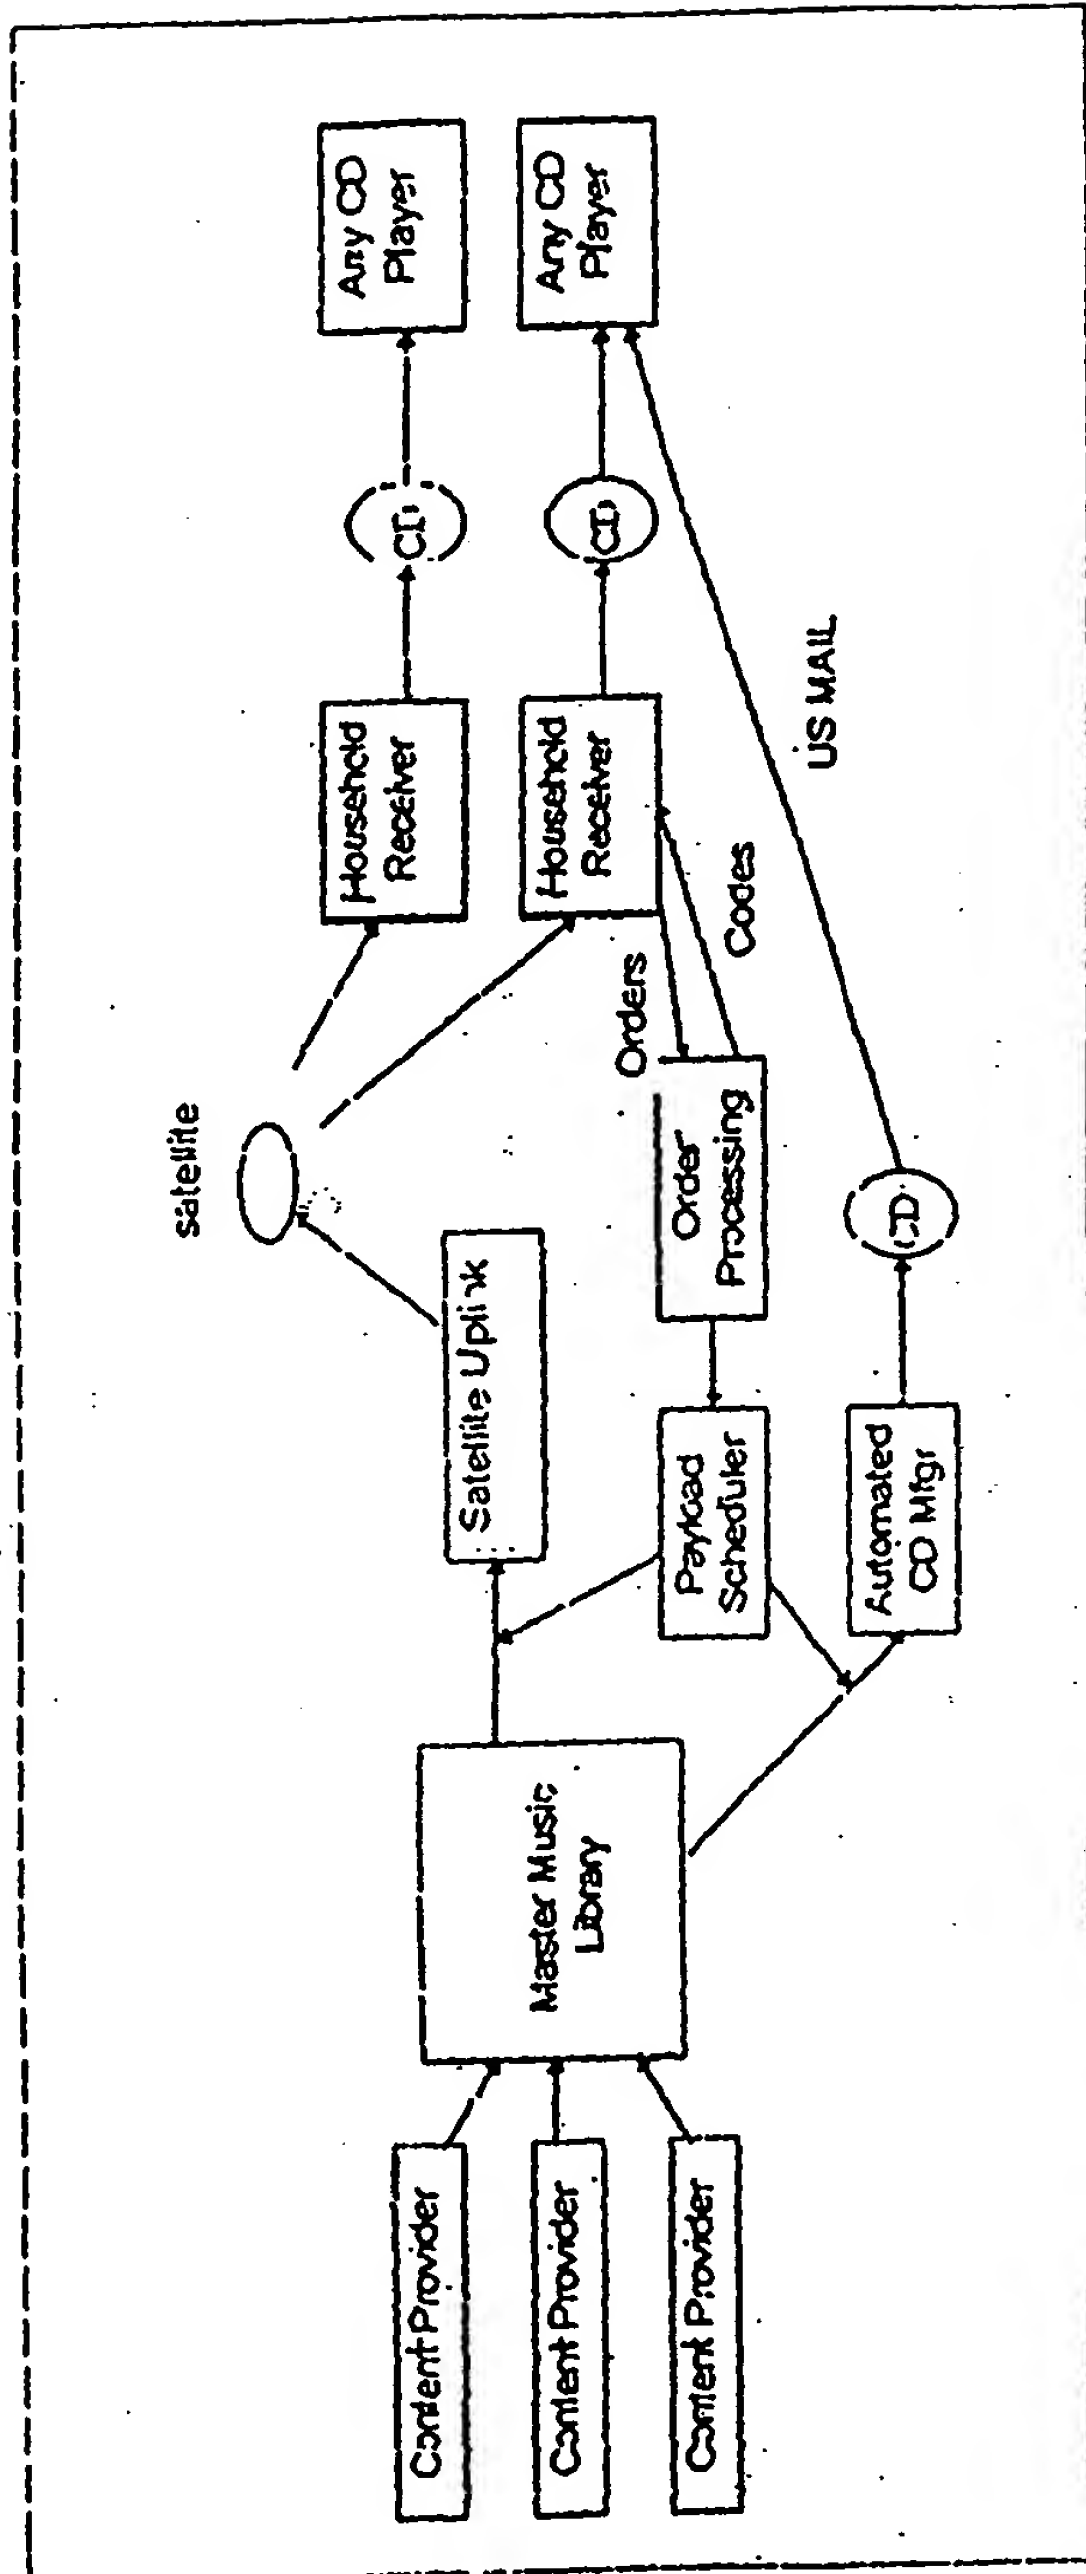 satellite
Any CD
Player
Household
Receiver
CD
Any CD
Player
Household
Receiver
CD
Satellite Uplink
Content Provider
Content Provider
Content Provider
Master Music
Library
Orders
Codes
Order
Processing
Payload
Scheduler
US MAIL
Automated
CD Mfgr
CD